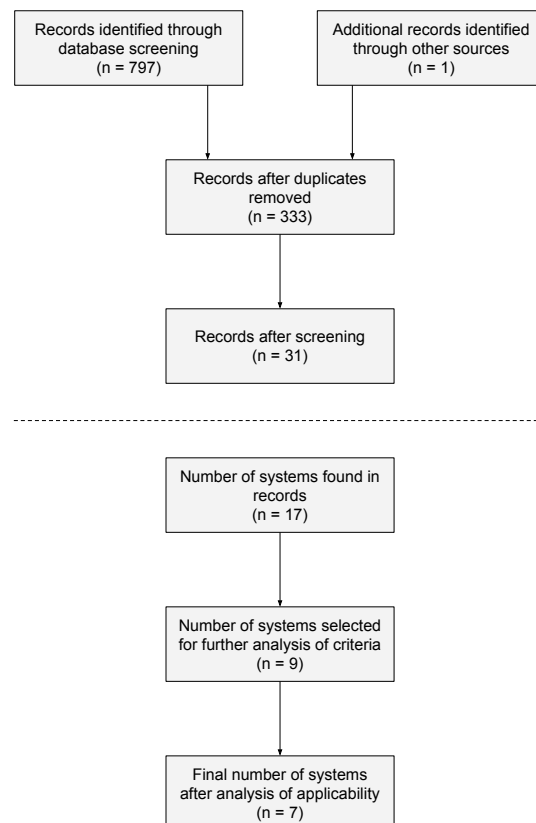 Records identified through
database screening
(n = 797)
Additional records identified
through other sources
(n = 1)
Records after duplicates
removed
(n = 333)
Records after screening
(n = 31)
Number of systems found in
records
(n = 17)
Number of systems selected
for further analysis of criteria
(n = 9)
Final number of systems
after analysis of applicability
(n = 7)